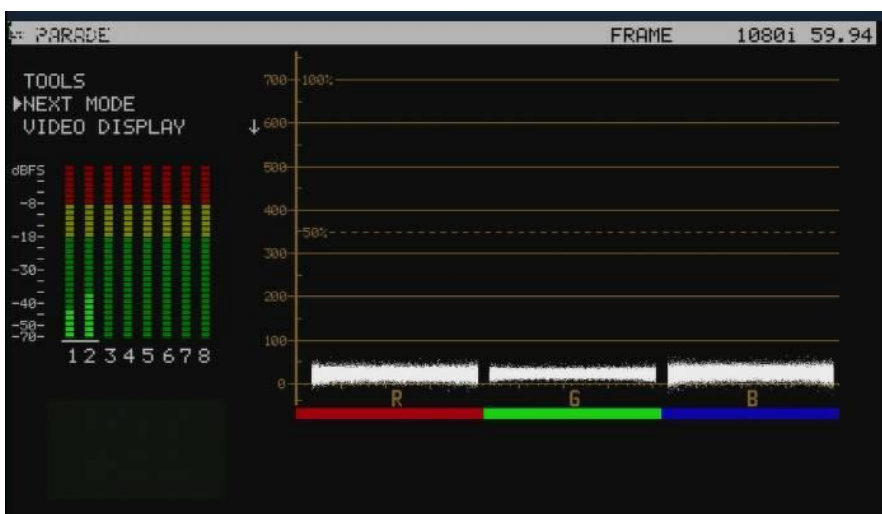 PARADE FRAME 1080i 59.94
TOOLS
▶NEXT MODE
VIDEO DISPLAY ↓
700 100%
600
500
400
50%
300
200
100
0
dBFS
-8-
-18-
-30-
-40-
-50-
-70-
1 2 3 4 5 6 7 8
R G B